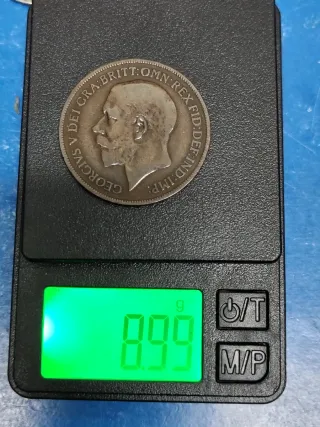 GEORGIVS V DEI GRA: BRITT: OMN: REX FID: DEF: IND: IMP:
g
8.99
⏻/T
M/P